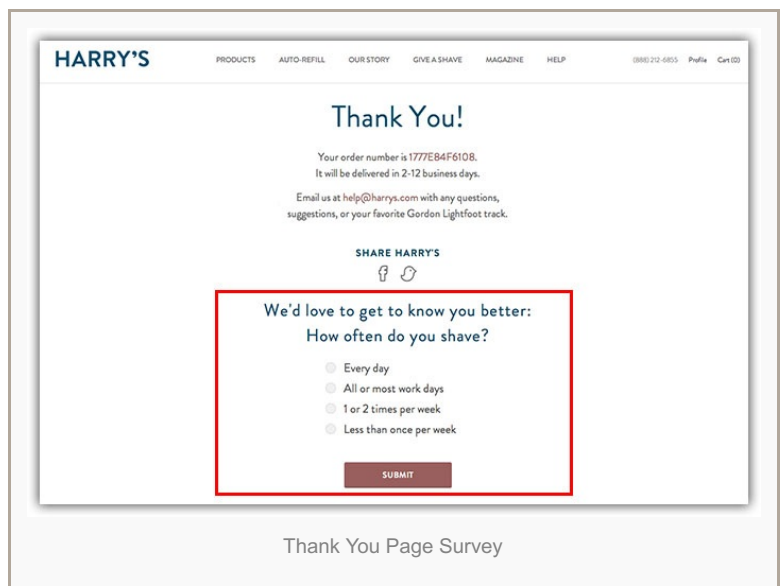 HARRY'S
PRODUCTS AUTO-REFILL OUR STORY GIVE A SHAVE MAGAZINE HELP (888) 212-6855 Profile Cart (0)
Thank You!
Your order number is 1777E84F6108.
It will be delivered in 2-12 business days.
Email us at help@harrys.com with any questions,
suggestions, or your favorite Gordon Lightfoot track.
SHARE HARRY'S
We'd love to get to know you better:
How often do you shave?
Every day
All or most work days
1 or 2 times per week
Less than once per week
SUBMIT
Thank You Page Survey